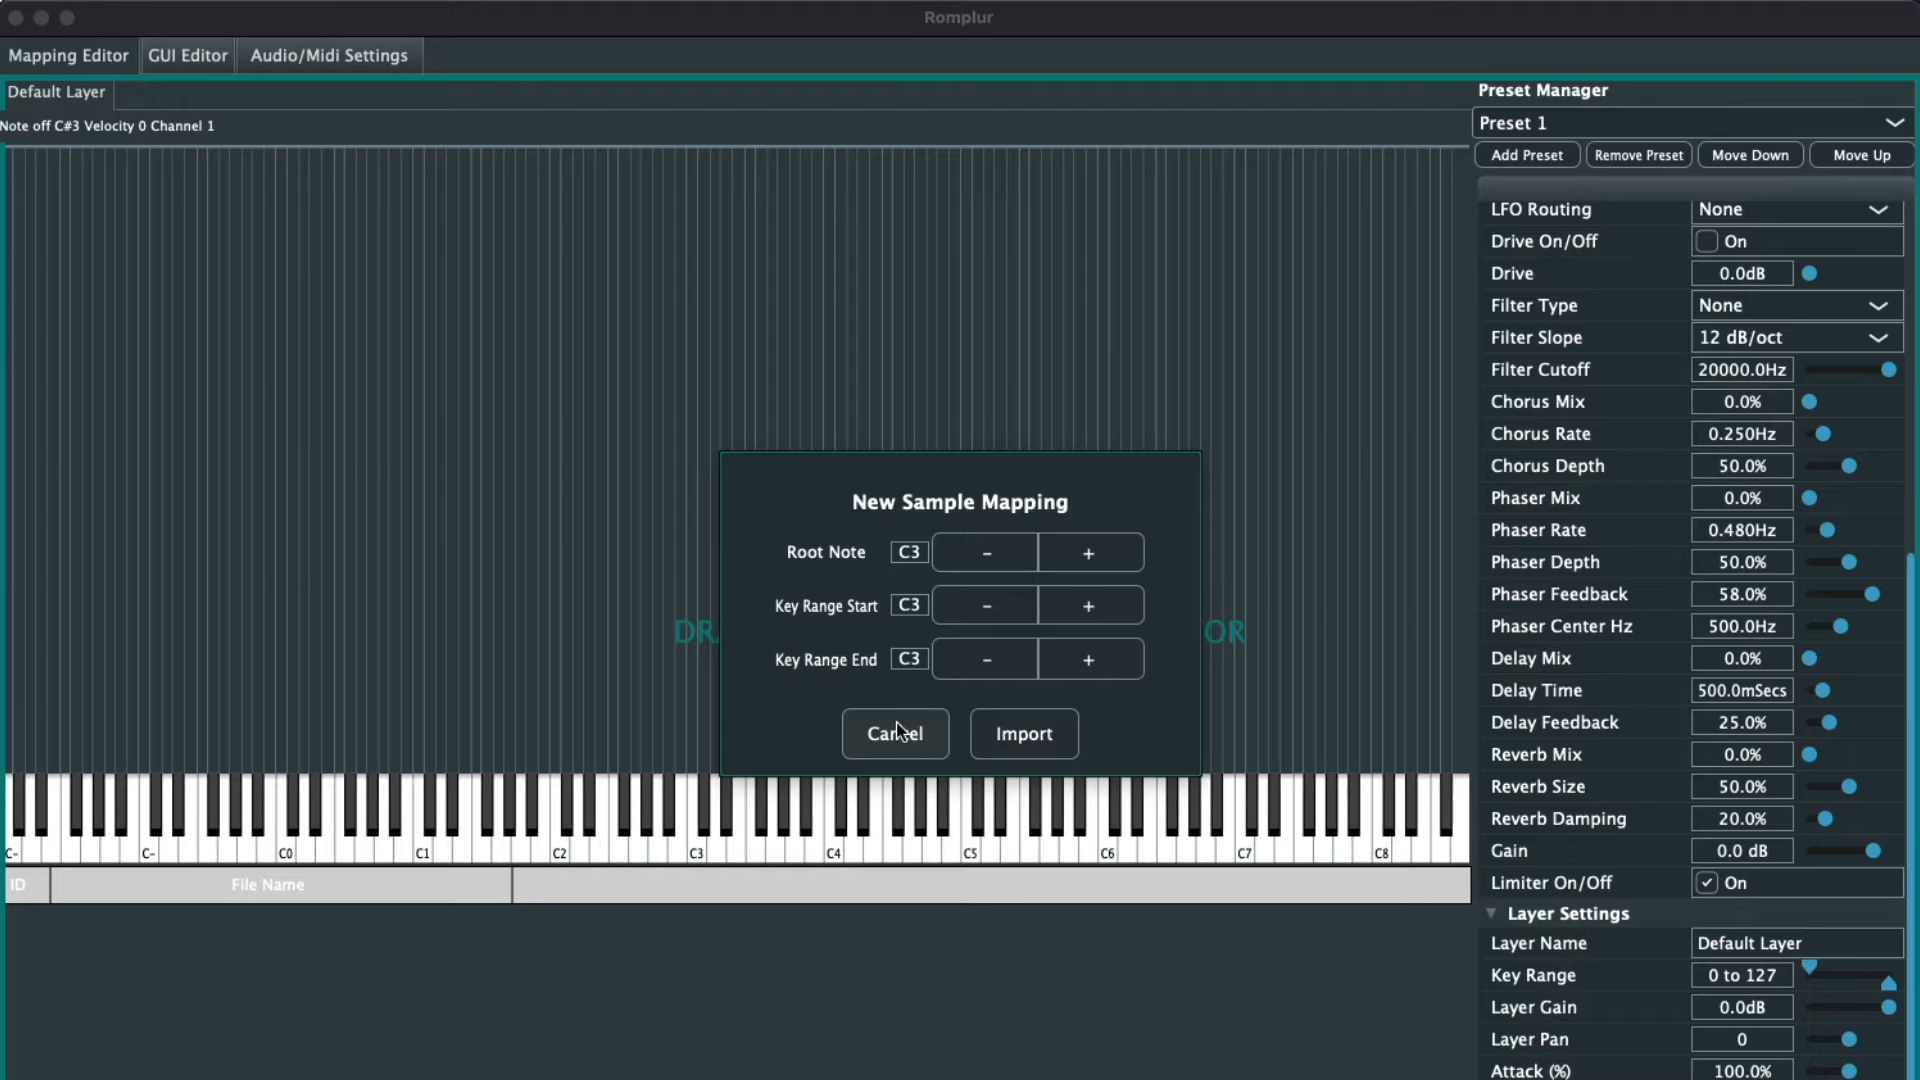 Romplur
Mapping Editor
GUI Editor
Audio/Midi Settings
Default Layer
Note off C#3 Velocity 0 Channel 1
Preset Manager
Preset 1
Add Preset
Remove Preset
Move Down
Move Up
LFO Routing None
Drive On/Off On
Drive 0.0dB
Filter Type None
Filter Slope 12 dB/oct
Filter Cutoff 20000.0Hz
Chorus Mix 0.0%
Chorus Rate 0.250Hz
Chorus Depth 50.0%
Phaser Mix 0.0%
Phaser Rate 0.480Hz
Phaser Depth 50.0%
Phaser Feedback 58.0%
Phaser Center Hz 500.0Hz
Delay Mix 0.0%
Delay Time 500.0mSecs
Delay Feedback 25.0%
Reverb Mix 0.0%
Reverb Size 50.0%
Reverb Damping 20.0%
Gain 0.0 dB
Limiter On/Off On
Layer Settings
Layer Name Default Layer
Key Range 0 to 127
Layer Gain 0.0dB
Layer Pan 0
Attack (%) 100.0%
New Sample Mapping
Root Note C3 - +
Key Range Start C3 - +
Key Range End C3 - +
Cancel
Import
C- C- C0 C1 C2 C3 C4 C5 C6 C7 C8
ID File Name